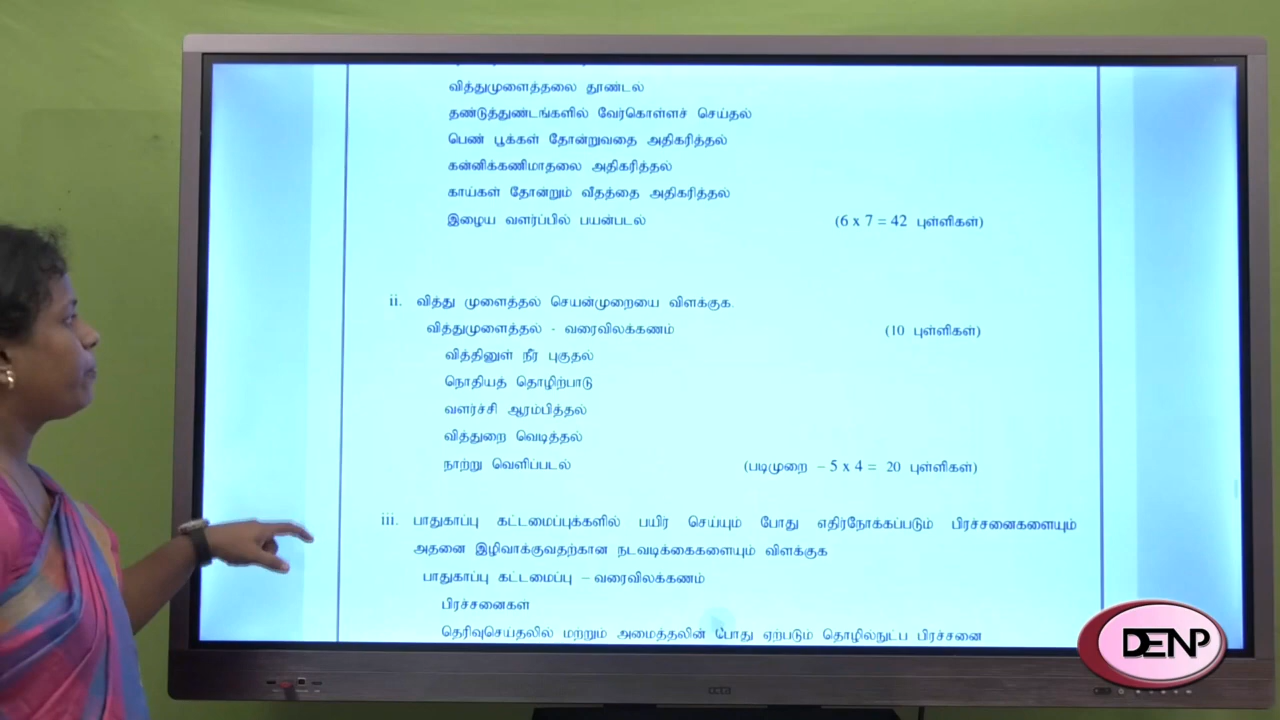 வித்துமுளைத்தலை தூண்டல்
தண்டுத்துண்டங்களில் வேர்கொள்ளச் செய்தல்
பெண் பூக்கள் தோன்றுவதை அதிகரித்தல்
கன்னிக்கணிமாதலை அதிகரித்தல்
காய்கள் தோன்றும் வீதத்தை அதிகரித்தல்
இழைய வளர்ப்பில் பயன்படல் (6 x 7 = 42 புள்ளிகள்)
ii. வித்து முளைத்தல் செயன்முறையை விளக்குக.
வித்துமுளைத்தல் - வரைவிலக்கணம் (10 புள்ளிகள்)
வித்தினுள் நீர் புகுதல்
நொதியத் தொழிற்பாடு
வளர்ச்சி ஆரம்பித்தல்
வித்துறை வெடித்தல்
நாற்று வெளிப்படல் (படிமுறை – 5 x 4 = 20 புள்ளிகள்)
iii. பாதுகாப்பு கட்டமைப்புக்களில் பயிர் செய்யும் போது எதிர்நோக்கப்படும் பிரச்சனைகளையும்
அதனை இழிவாக்குவதற்கான நடவடிக்கைகளையும் விளக்குக
பாதுகாப்பு கட்டமைப்பு – வரைவிலக்கணம்
பிரச்சனைகள்
தெரிவுசெய்தலில் மற்றும் அமைத்தலின் போது ஏற்படும் தொழில்நுட்ப பிரச்சனை
DENP